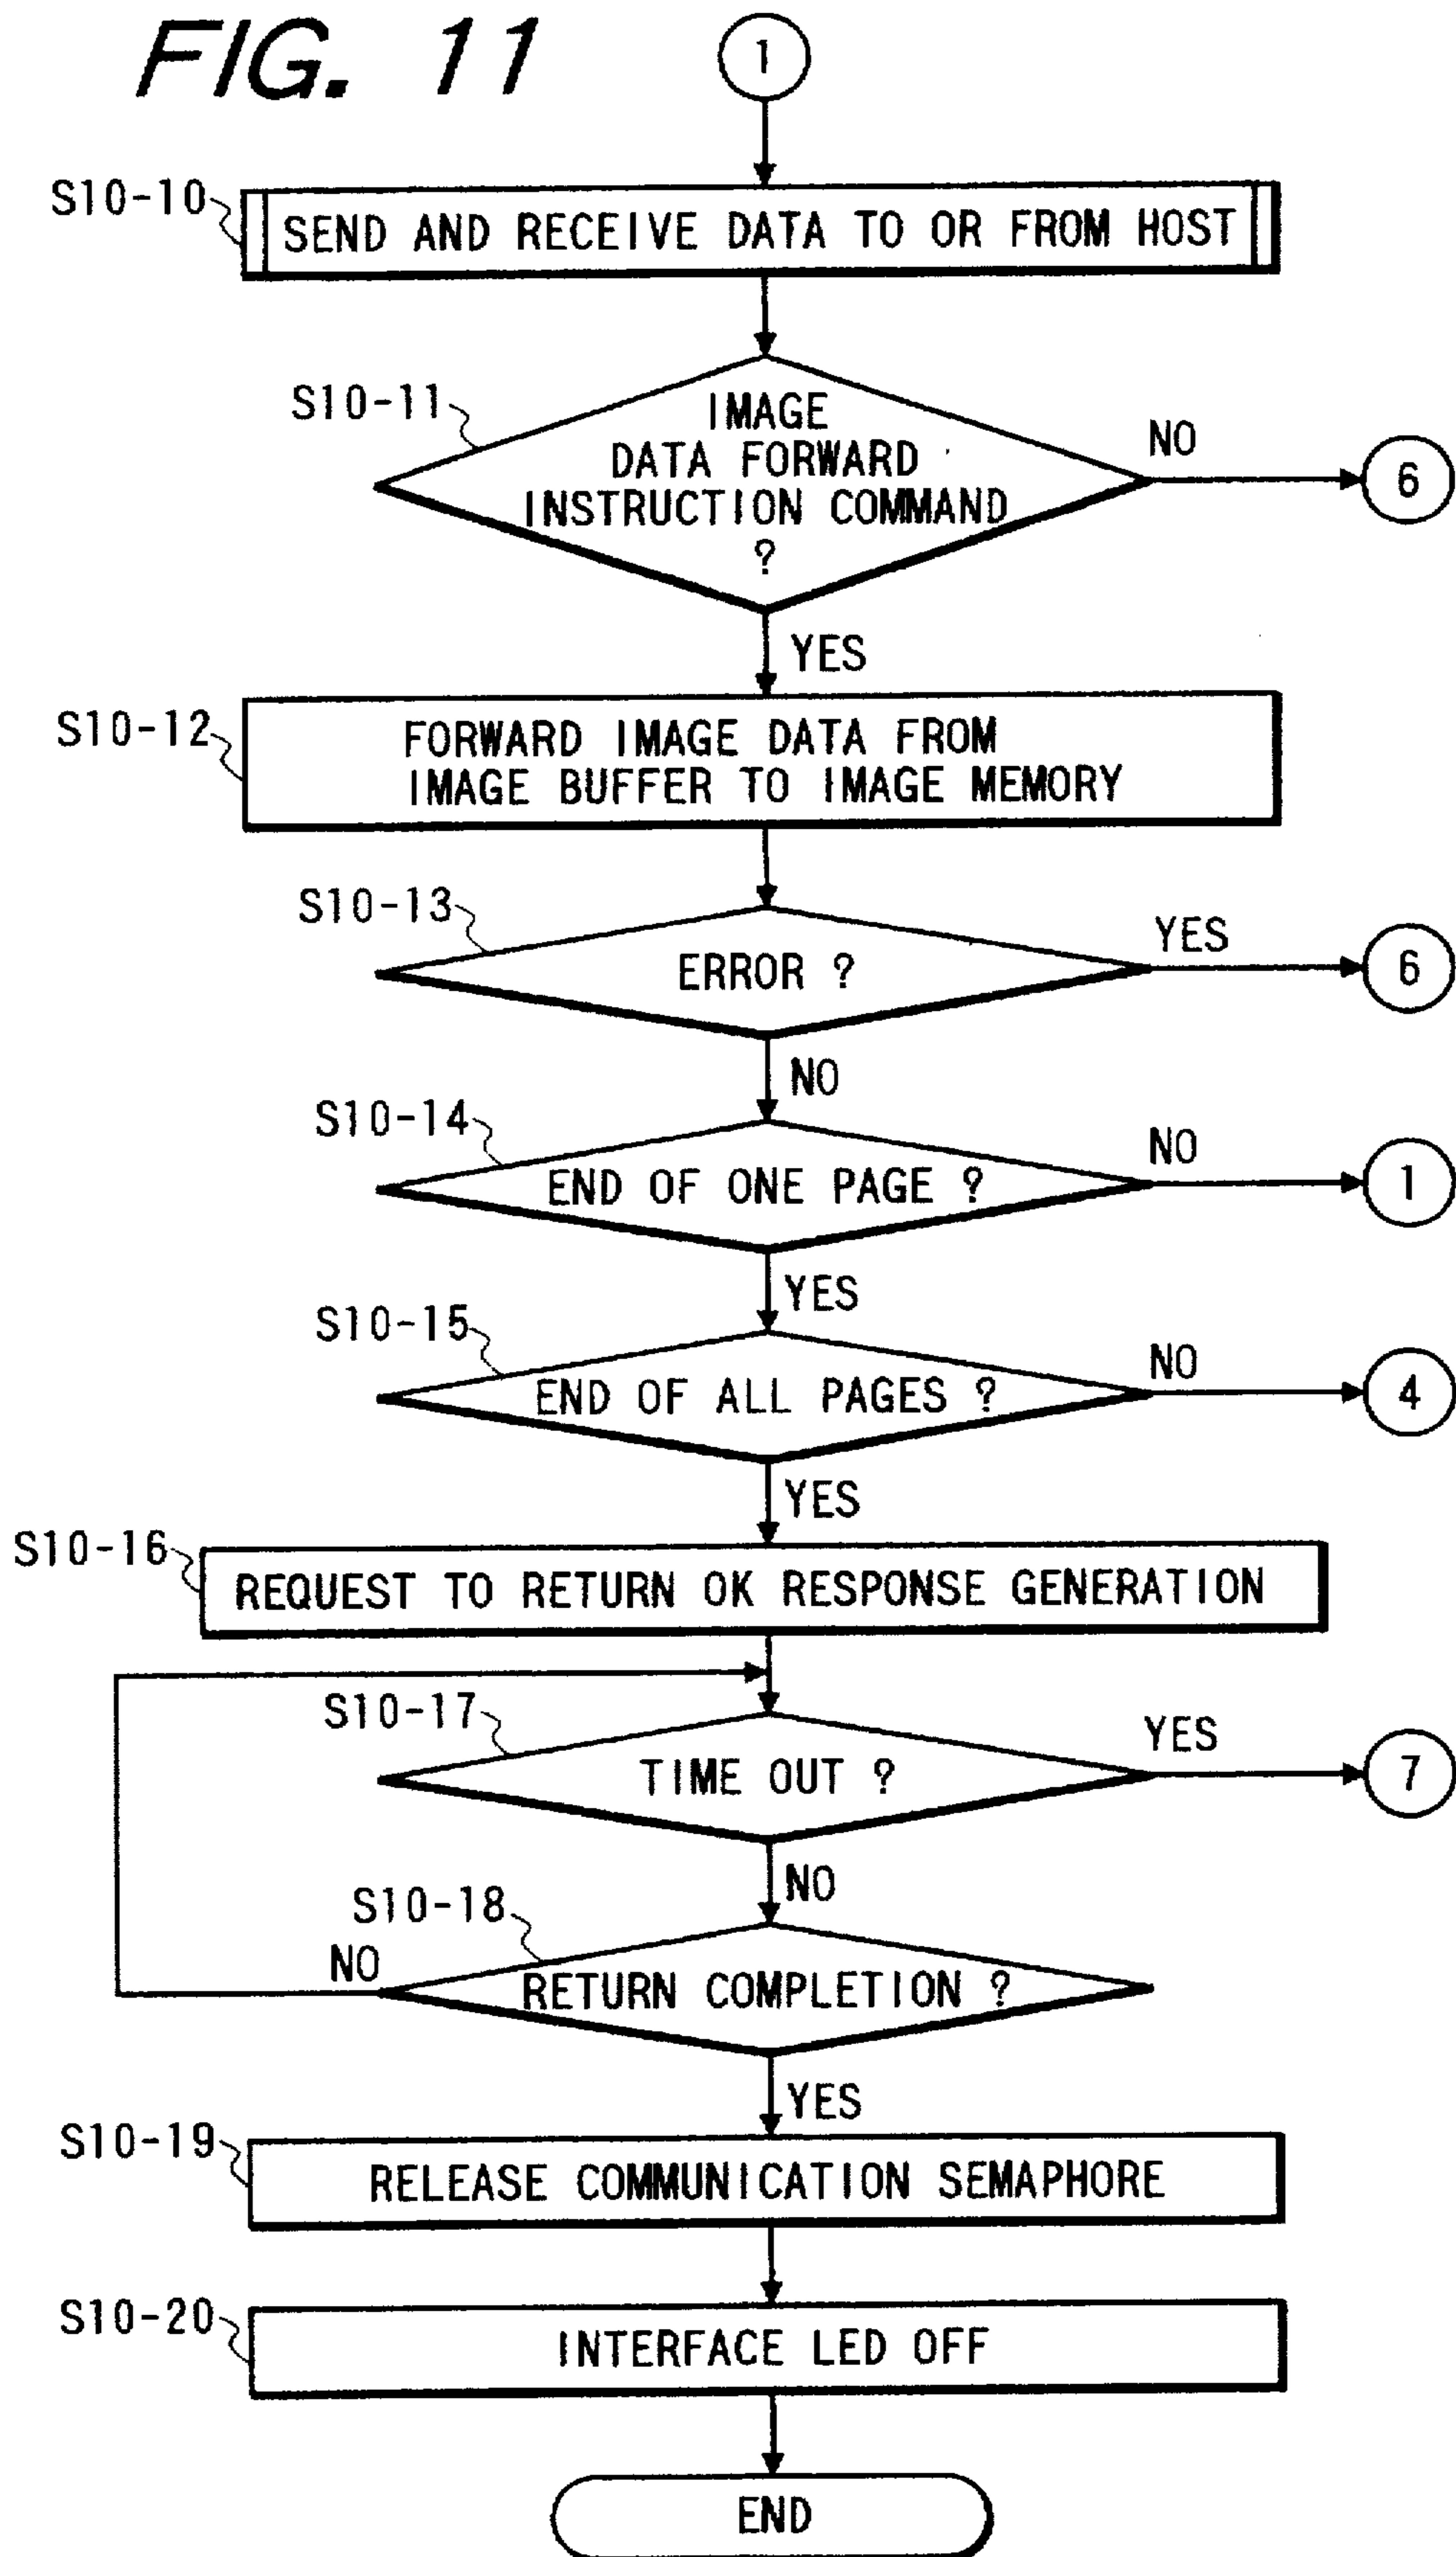 FIG. 11
1
S10-10
SEND AND RECEIVE DATA TO OR FROM HOST
S10-11
IMAGE
DATA FORWARD
INSTRUCTION COMMAND
?
NO
6
YES
S10-12
FORWARD IMAGE DATA FROM
IMAGE BUFFER TO IMAGE MEMORY
S10-13
ERROR ?
YES
6
NO
S10-14
END OF ONE PAGE ?
NO
1
YES
S10-15
END OF ALL PAGES ?
NO
4
YES
S10-16
REQUEST TO RETURN OK RESPONSE GENERATION
S10-17
TIME OUT ?
YES
7
NO
S10-18
NO
RETURN COMPLETION ?
YES
S10-19
RELEASE COMMUNICATION SEMAPHORE
S10-20
INTERFACE LED OFF
END